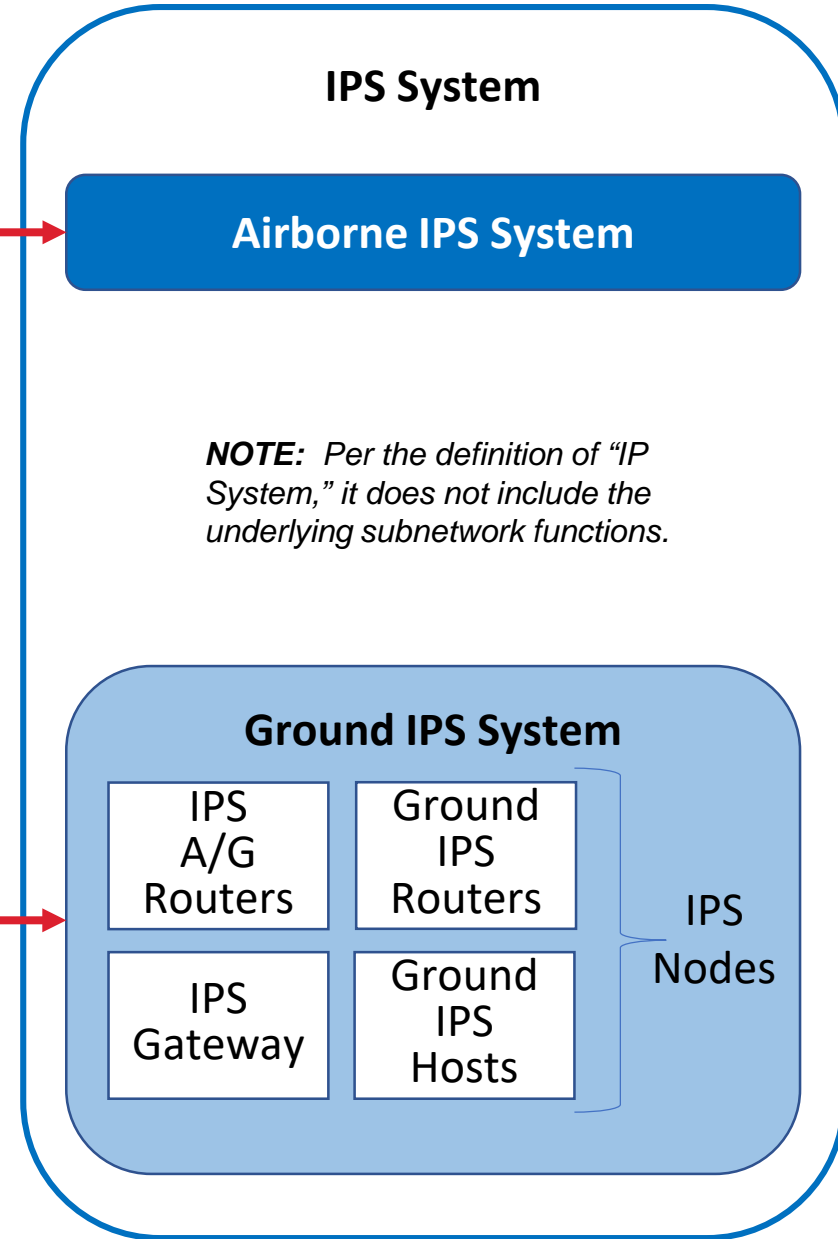 IPS System
Airborne IPS System
NOTE: Per the definition of “IP
System,” it does not include the
underlying subnetwork functions.
Ground IPS System
IPS
A/G
Routers
Ground
IPS
Routers
IPS
Gateway
Ground
IPS
Hosts
IPS
Nodes